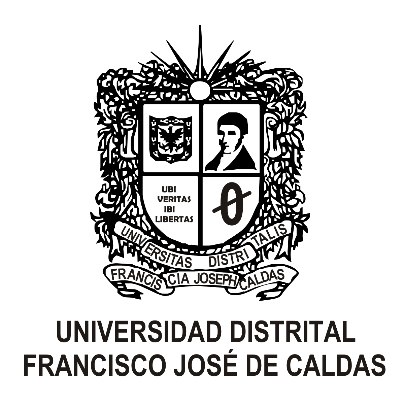 UBI
VERITAS
IBI
LIBERTAS
UNIVERSITAS DISTRITALIS
FRANCISCIA JOSEPH CALDAS
UNIVERSIDAD DISTRITAL
FRANCISCO JOSÉ DE CALDAS